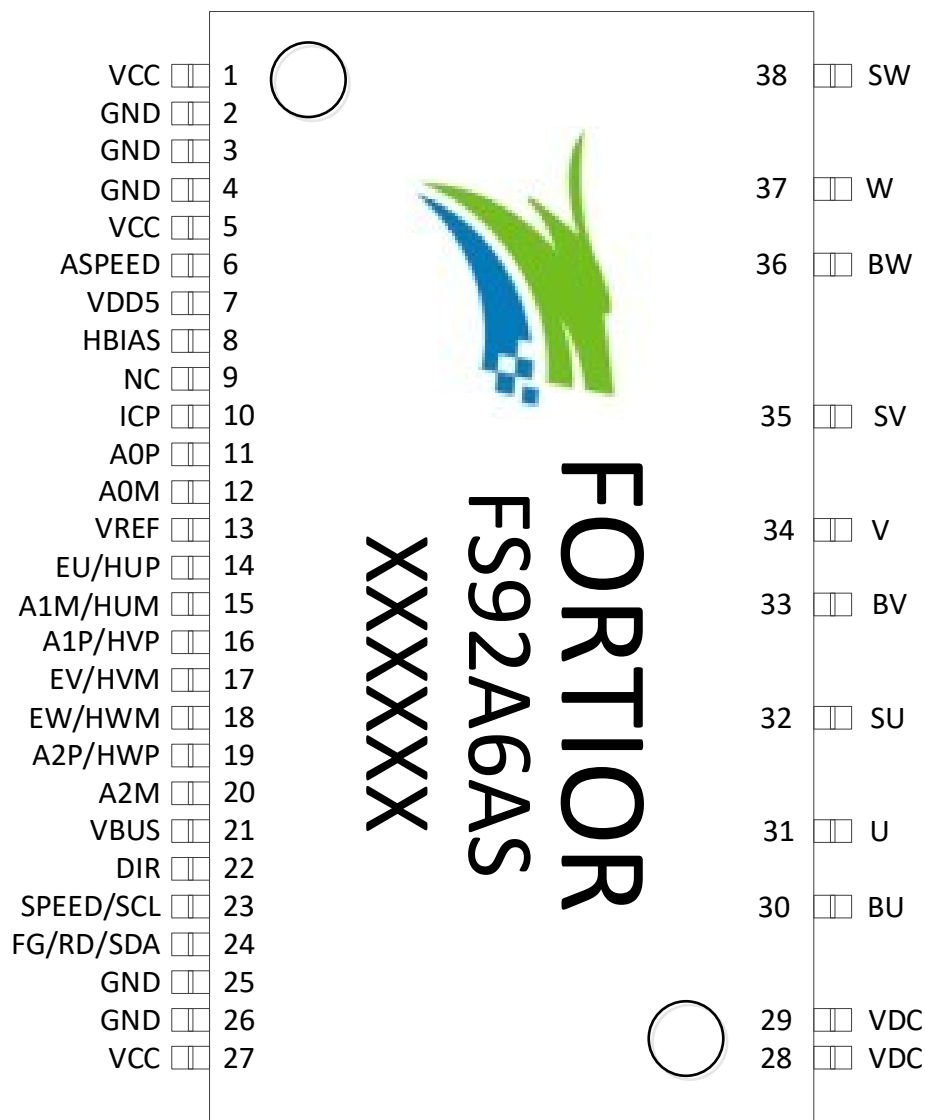 VCC 1
GND 2
GND 3
GND 4
VCC 5
ASPEED 6
VDD5 7
HBIAS 8
NC 9
ICP 10
A0P 11
A0M 12
VREF 13
EU/HUP 14
A1M/HUM 15
A1P/HVP 16
EV/HVM 17
EW/HWM 18
A2P/HWP 19
A2M 20
VBUS 21
DIR 22
SPEED/SCL 23
FG/RD/SDA 24
GND 25
GND 26
VCC 27
FORTIOR
FS92A6AS
XXXXXX
38 SW
37 W
36 BW
35 SV
34 V
33 BV
32 SU
31 U
30 BU
29 VDC
28 VDC